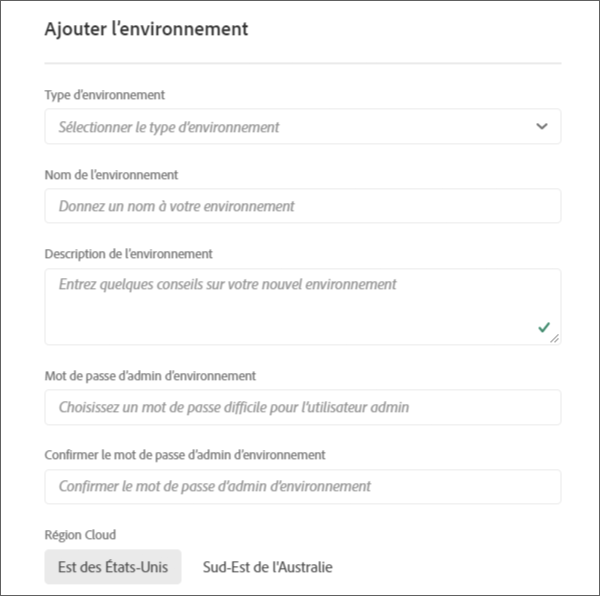 Ajouter l’environnement
Type d’environnement
Sélectionner le type d’environnement
Nom de l’environnement
Donnez un nom à votre environnement
Description de l’environnement
Entrez quelques conseils sur votre nouvel environnement
Mot de passe d’admin d’environnement
Choisissez un mot de passe difficile pour l’utilisateur admin
Confirmer le mot de passe d’admin d’environnement
Confirmer le mot de passe d’admin d’environnement
Région Cloud
Est des États-Unis Sud-Est de l’Australie